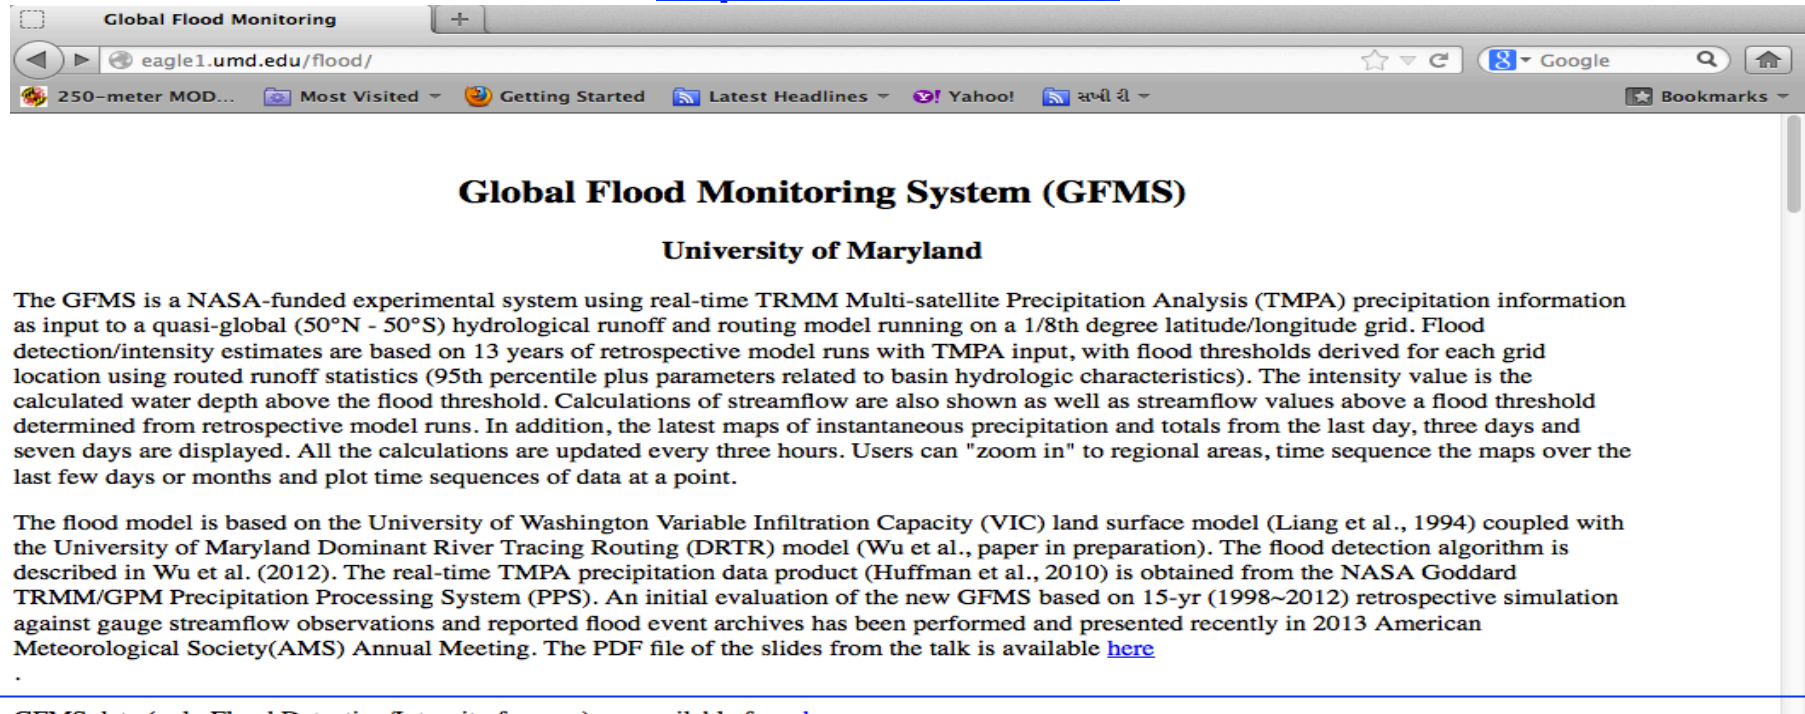 Global Flood Monitoring
eagle1.umd.edu/flood/
Google
250-meter MOD...
Most Visited
Getting Started
Latest Headlines
Yahoo!
સખી રી
Bookmarks
Global Flood Monitoring System (GFMS)
University of Maryland
The GFMS is a NASA-funded experimental system using real-time TRMM Multi-satellite Precipitation Analysis (TMPA) precipitation information
as input to a quasi-global (50°N - 50°S) hydrological runoff and routing model running on a 1/8th degree latitude/longitude grid. Flood
detection/intensity estimates are based on 13 years of retrospective model runs with TMPA input, with flood thresholds derived for each grid
location using routed runoff statistics (95th percentile plus parameters related to basin hydrologic characteristics). The intensity value is the
calculated water depth above the flood threshold. Calculations of streamflow are also shown as well as streamflow values above a flood threshold
determined from retrospective model runs. In addition, the latest maps of instantaneous precipitation and totals from the last day, three days and
seven days are displayed. All the calculations are updated every three hours. Users can "zoom in" to regional areas, time sequence the maps over the
last few days or months and plot time sequences of data at a point.
The flood model is based on the University of Washington Variable Infiltration Capacity (VIC) land surface model (Liang et al., 1994) coupled with
the University of Maryland Dominant River Tracing Routing (DRTR) model (Wu et al., paper in preparation). The flood detection algorithm is
described in Wu et al. (2012). The real-time TMPA precipitation data product (Huffman et al., 2010) is obtained from the NASA Goddard
TRMM/GPM Precipitation Processing System (PPS). An initial evaluation of the new GFMS based on 15-yr (1998~2012) retrospective simulation
against gauge streamflow observations and reported flood event archives has been performed and presented recently in 2013 American
Meteorological Society(AMS) Annual Meeting. The PDF file of the slides from the talk is available here
.